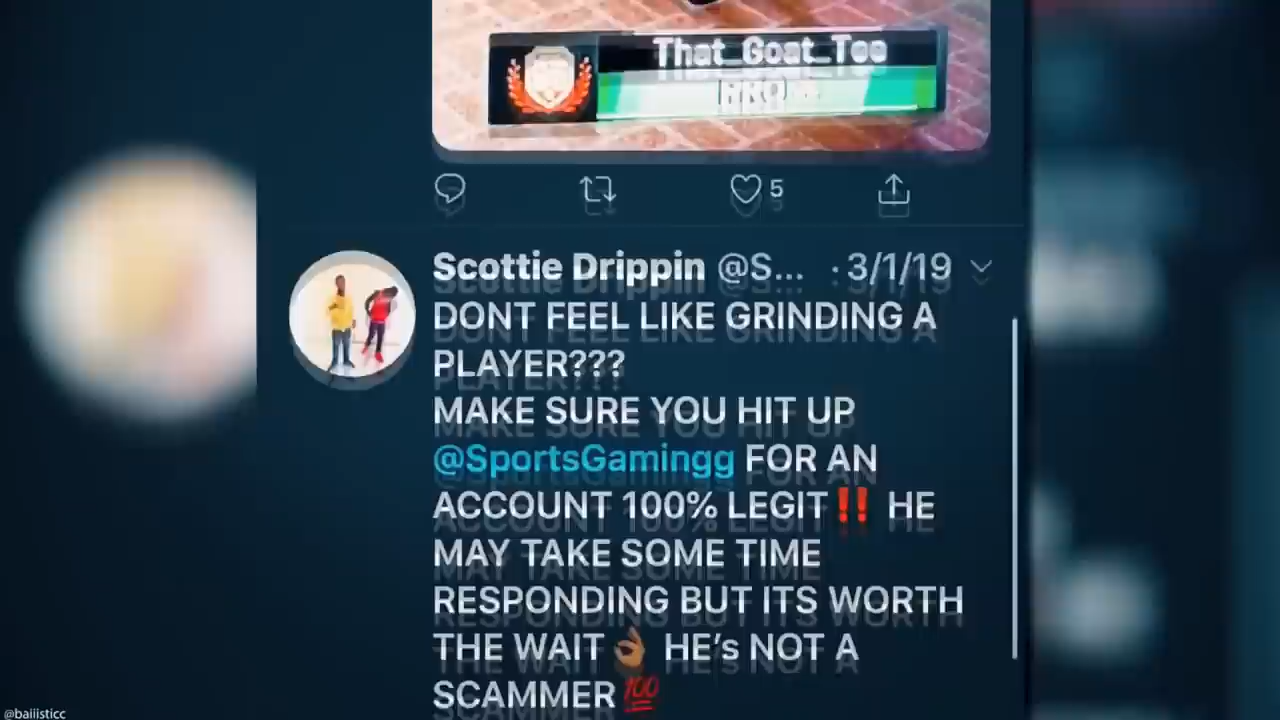 That_Goat_Tee
5
Scottie Drippin @S... · 3/1/19
DONT FEEL LIKE GRINDING A
PLAYER???
MAKE SURE YOU HIT UP
@SportsGamingg FOR AN
ACCOUNT 100% LEGIT‼️ HE
MAY TAKE SOME TIME
RESPONDING BUT ITS WORTH
THE WAIT👌🏾 HE’s NOT A
SCAMMER💯
@baiisticc